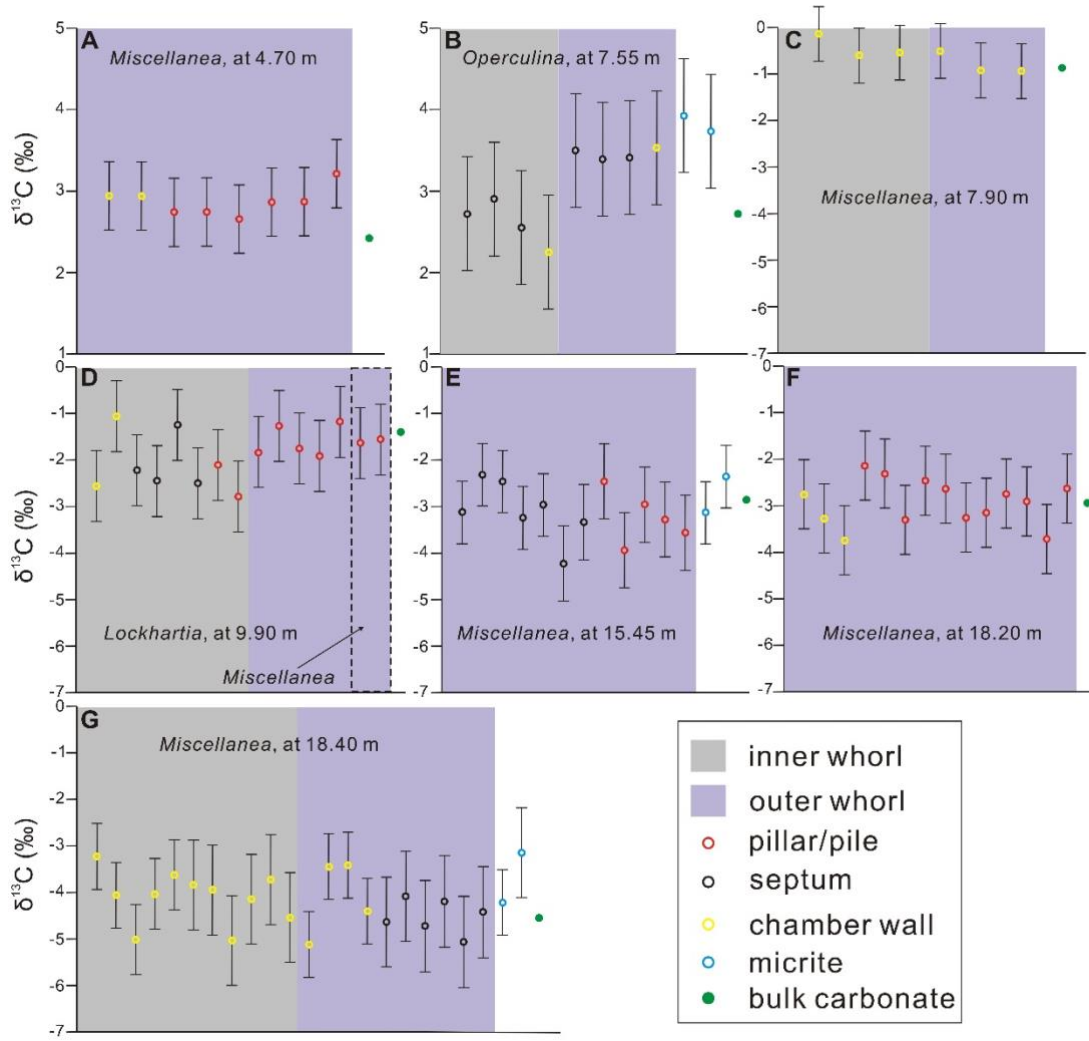 A
Miscellanea, at 4.70 m
5
4
3
2
1
δ¹³C (‰)
B
Operculina, at 7.55 m
5
4
3
2
1
C
0
-1
-2
-3
-4
-5
-6
-7
Miscellanea, at 7.90 m
D
0
-1
-2
-3
-4
-5
-6
-7
δ¹³C (‰)
Lockhartia, at 9.90 m
Miscellanea
E
0
-1
-2
-3
-4
-5
-6
-7
Miscellanea, at 15.45 m
F
0
-1
-2
-3
-4
-5
-6
-7
Miscellanea, at 18.20 m
G
Miscellanea, at 18.40 m
0
-1
-2
-3
-4
-5
-6
-7
δ¹³C (‰)
inner whorl
outer whorl
pillar/pile
septum
chamber wall
micrite
bulk carbonate